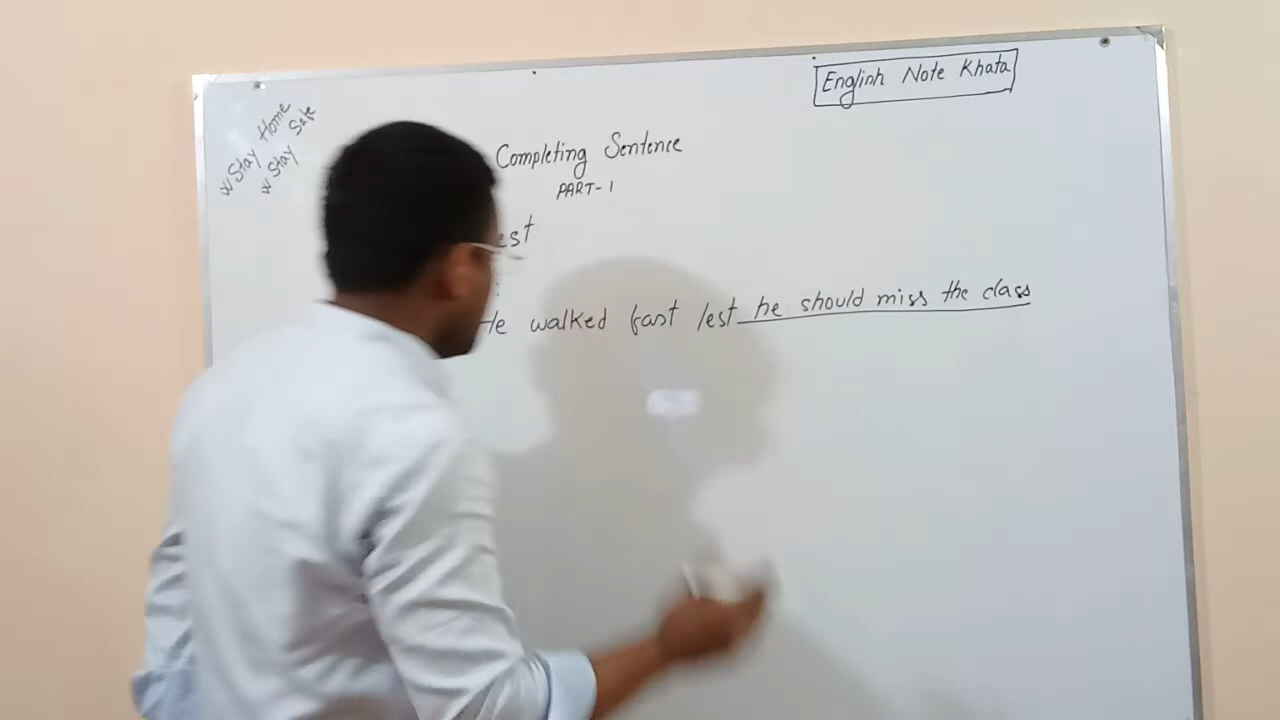 English Note Khata
Stay Home
Stay Safe
Completing Sentence
PART-1
est
:
He walked fast lest he should miss the class